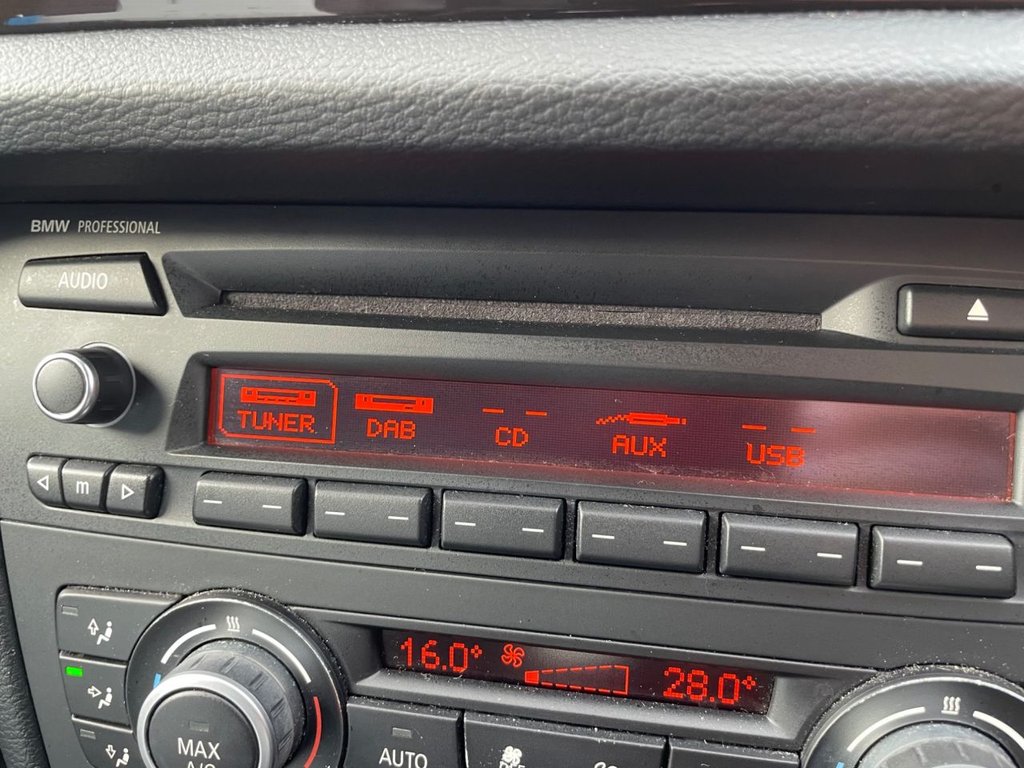 BMW PROFESSIONAL
AUDIO
TUNER DAB CD AUX USB
m
16.0° 28.0°
MAX
A/C
AUTO